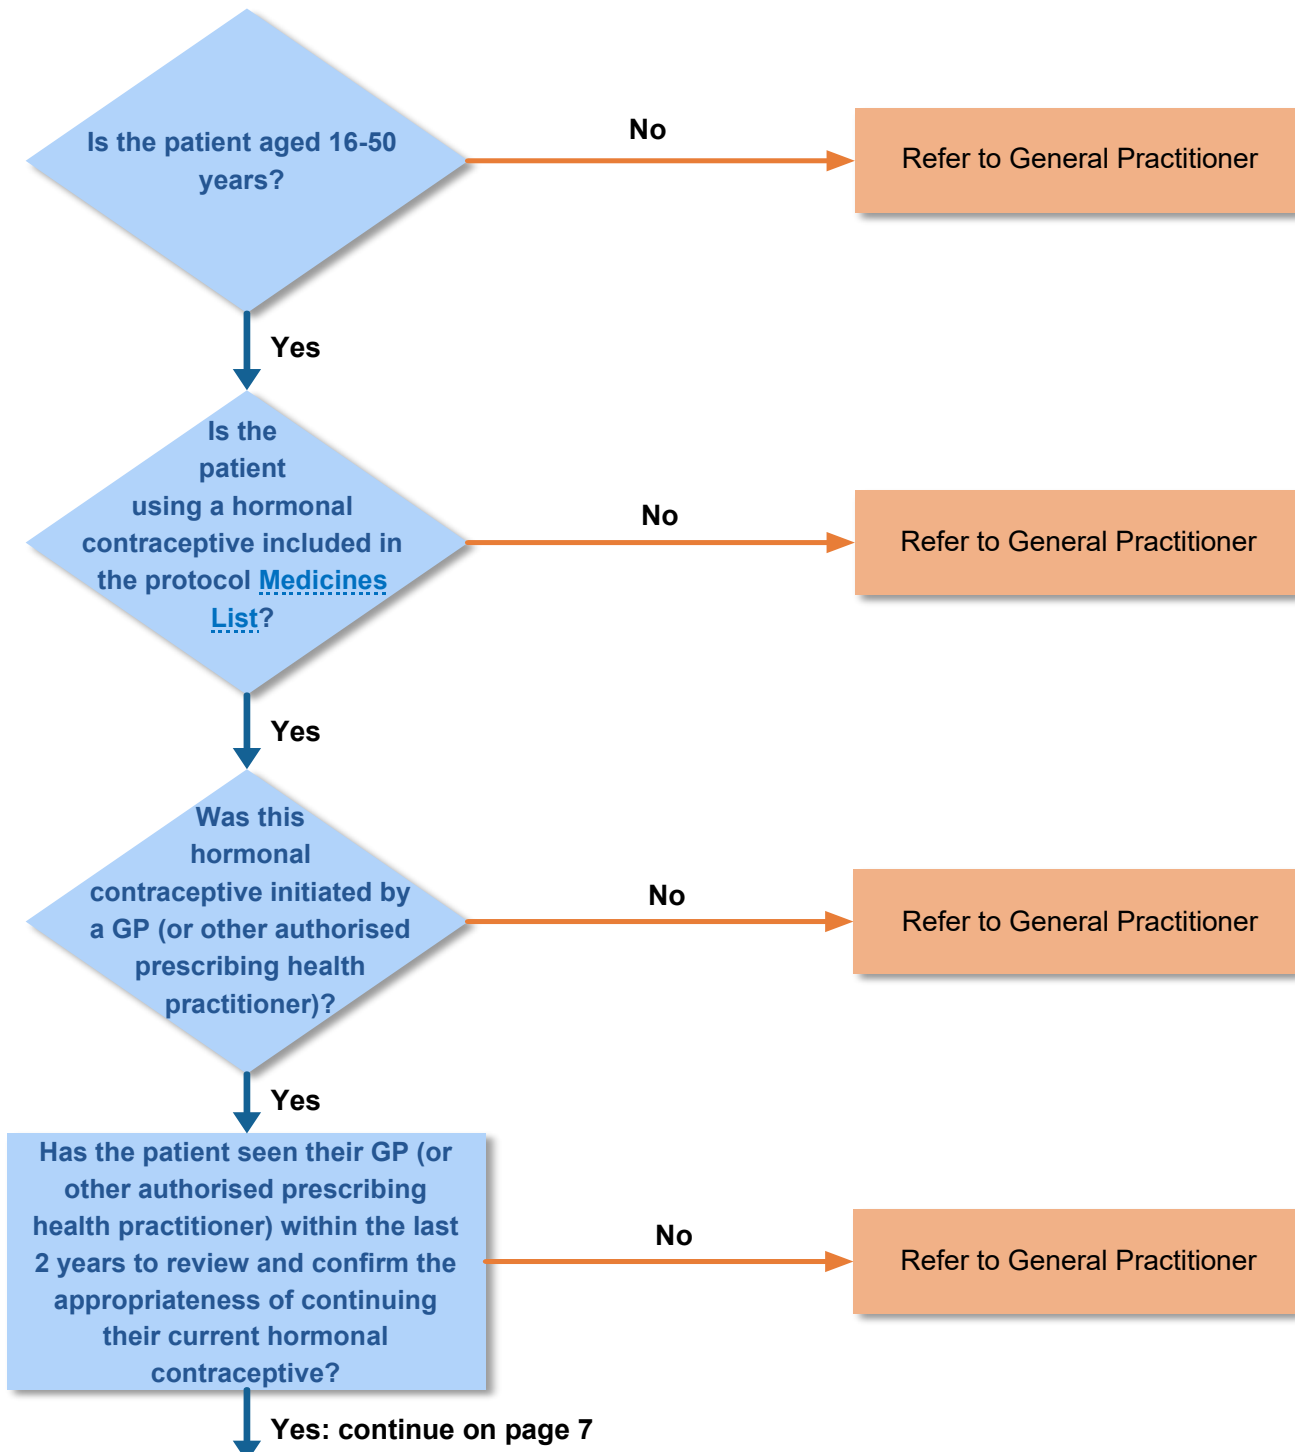 Is the patient aged 16-50
years?
No
Refer to General Practitioner
Yes
Is the
patient
using a hormonal
contraceptive included in
the protocol Medicines
List?
No
Refer to General Practitioner
Yes
Was this
hormonal
contraceptive initiated by
a GP (or other authorised
prescribing health
practitioner)?
No
Refer to General Practitioner
Yes
Has the patient seen their GP (or
other authorised prescribing
health practitioner) within the last
2 years to review and confirm the
appropriateness of continuing
their current hormonal
contraceptive?
No
Refer to General Practitioner
Yes: continue on page 7